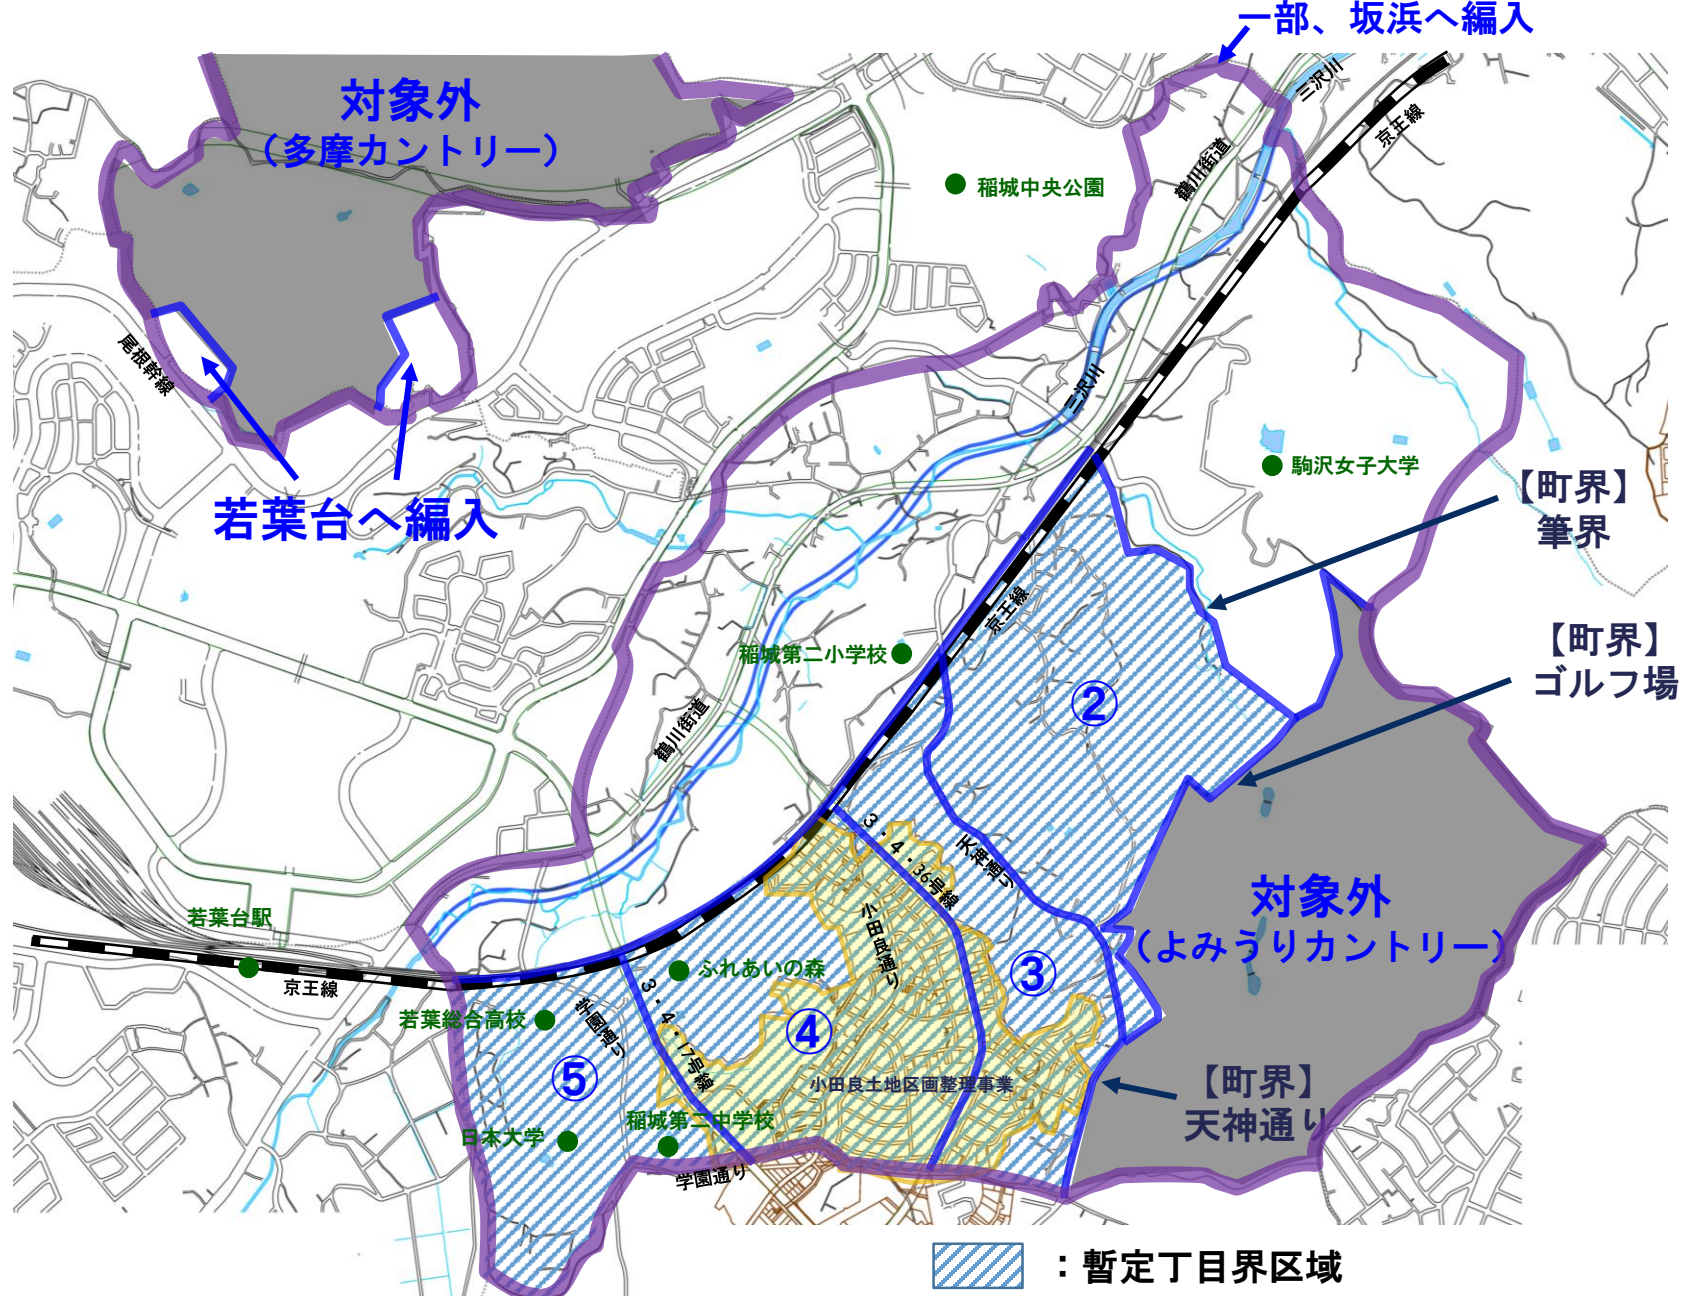 一部、坂浜へ編入
対象外
（多摩カントリー）
三沢川
京王線
鶴川街道
稲城中央公園
尾根幹線
三沢川
若葉台へ編入
駒沢女子大学
【町界】
筆界
京王線
稲城第二小学校
【町界】
ゴルフ場
②
鶴川街道
3・4・36号線
天神通り
対象外
（よみうりカントリー）
小田良通り
若葉台駅
京王線
ふれあいの森
③
3・4・17号線
学園通り
若葉総合高校
④
⑤
小田良土地区画整理事業
【町界】
天神通り
稲城第二中学校
日本大学
学園通り
：暫定丁目界区域